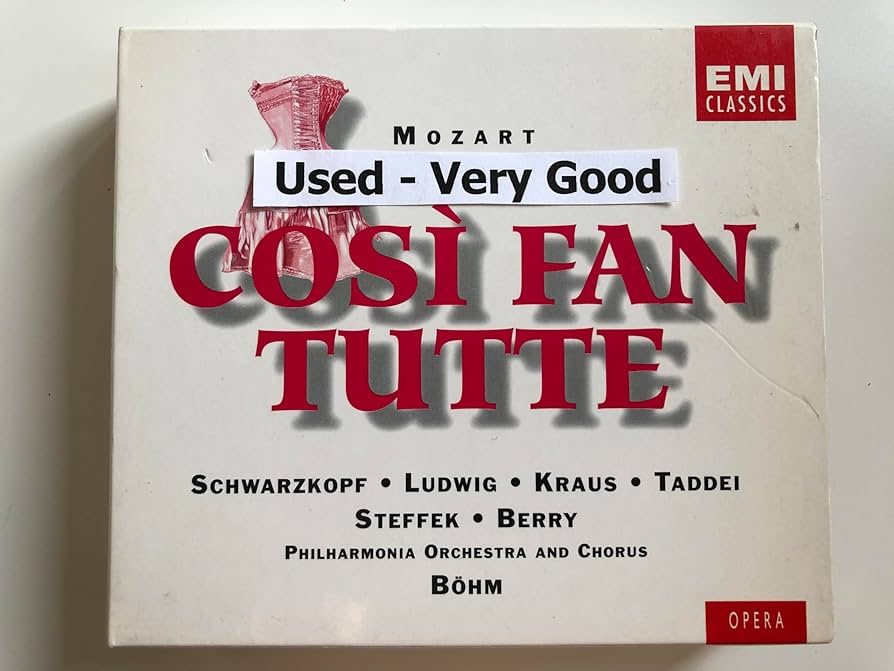 EMI
CLASSICS
MOZART
Used - Very Good
COSÌ FAN
TUTTE
SCHWARZKOPF • LUDWIG • KRAUS • TADDEI
STEFFEK • BERRY
PHILHARMONIA ORCHESTRA AND CHORUS
BÖHM
OPERA